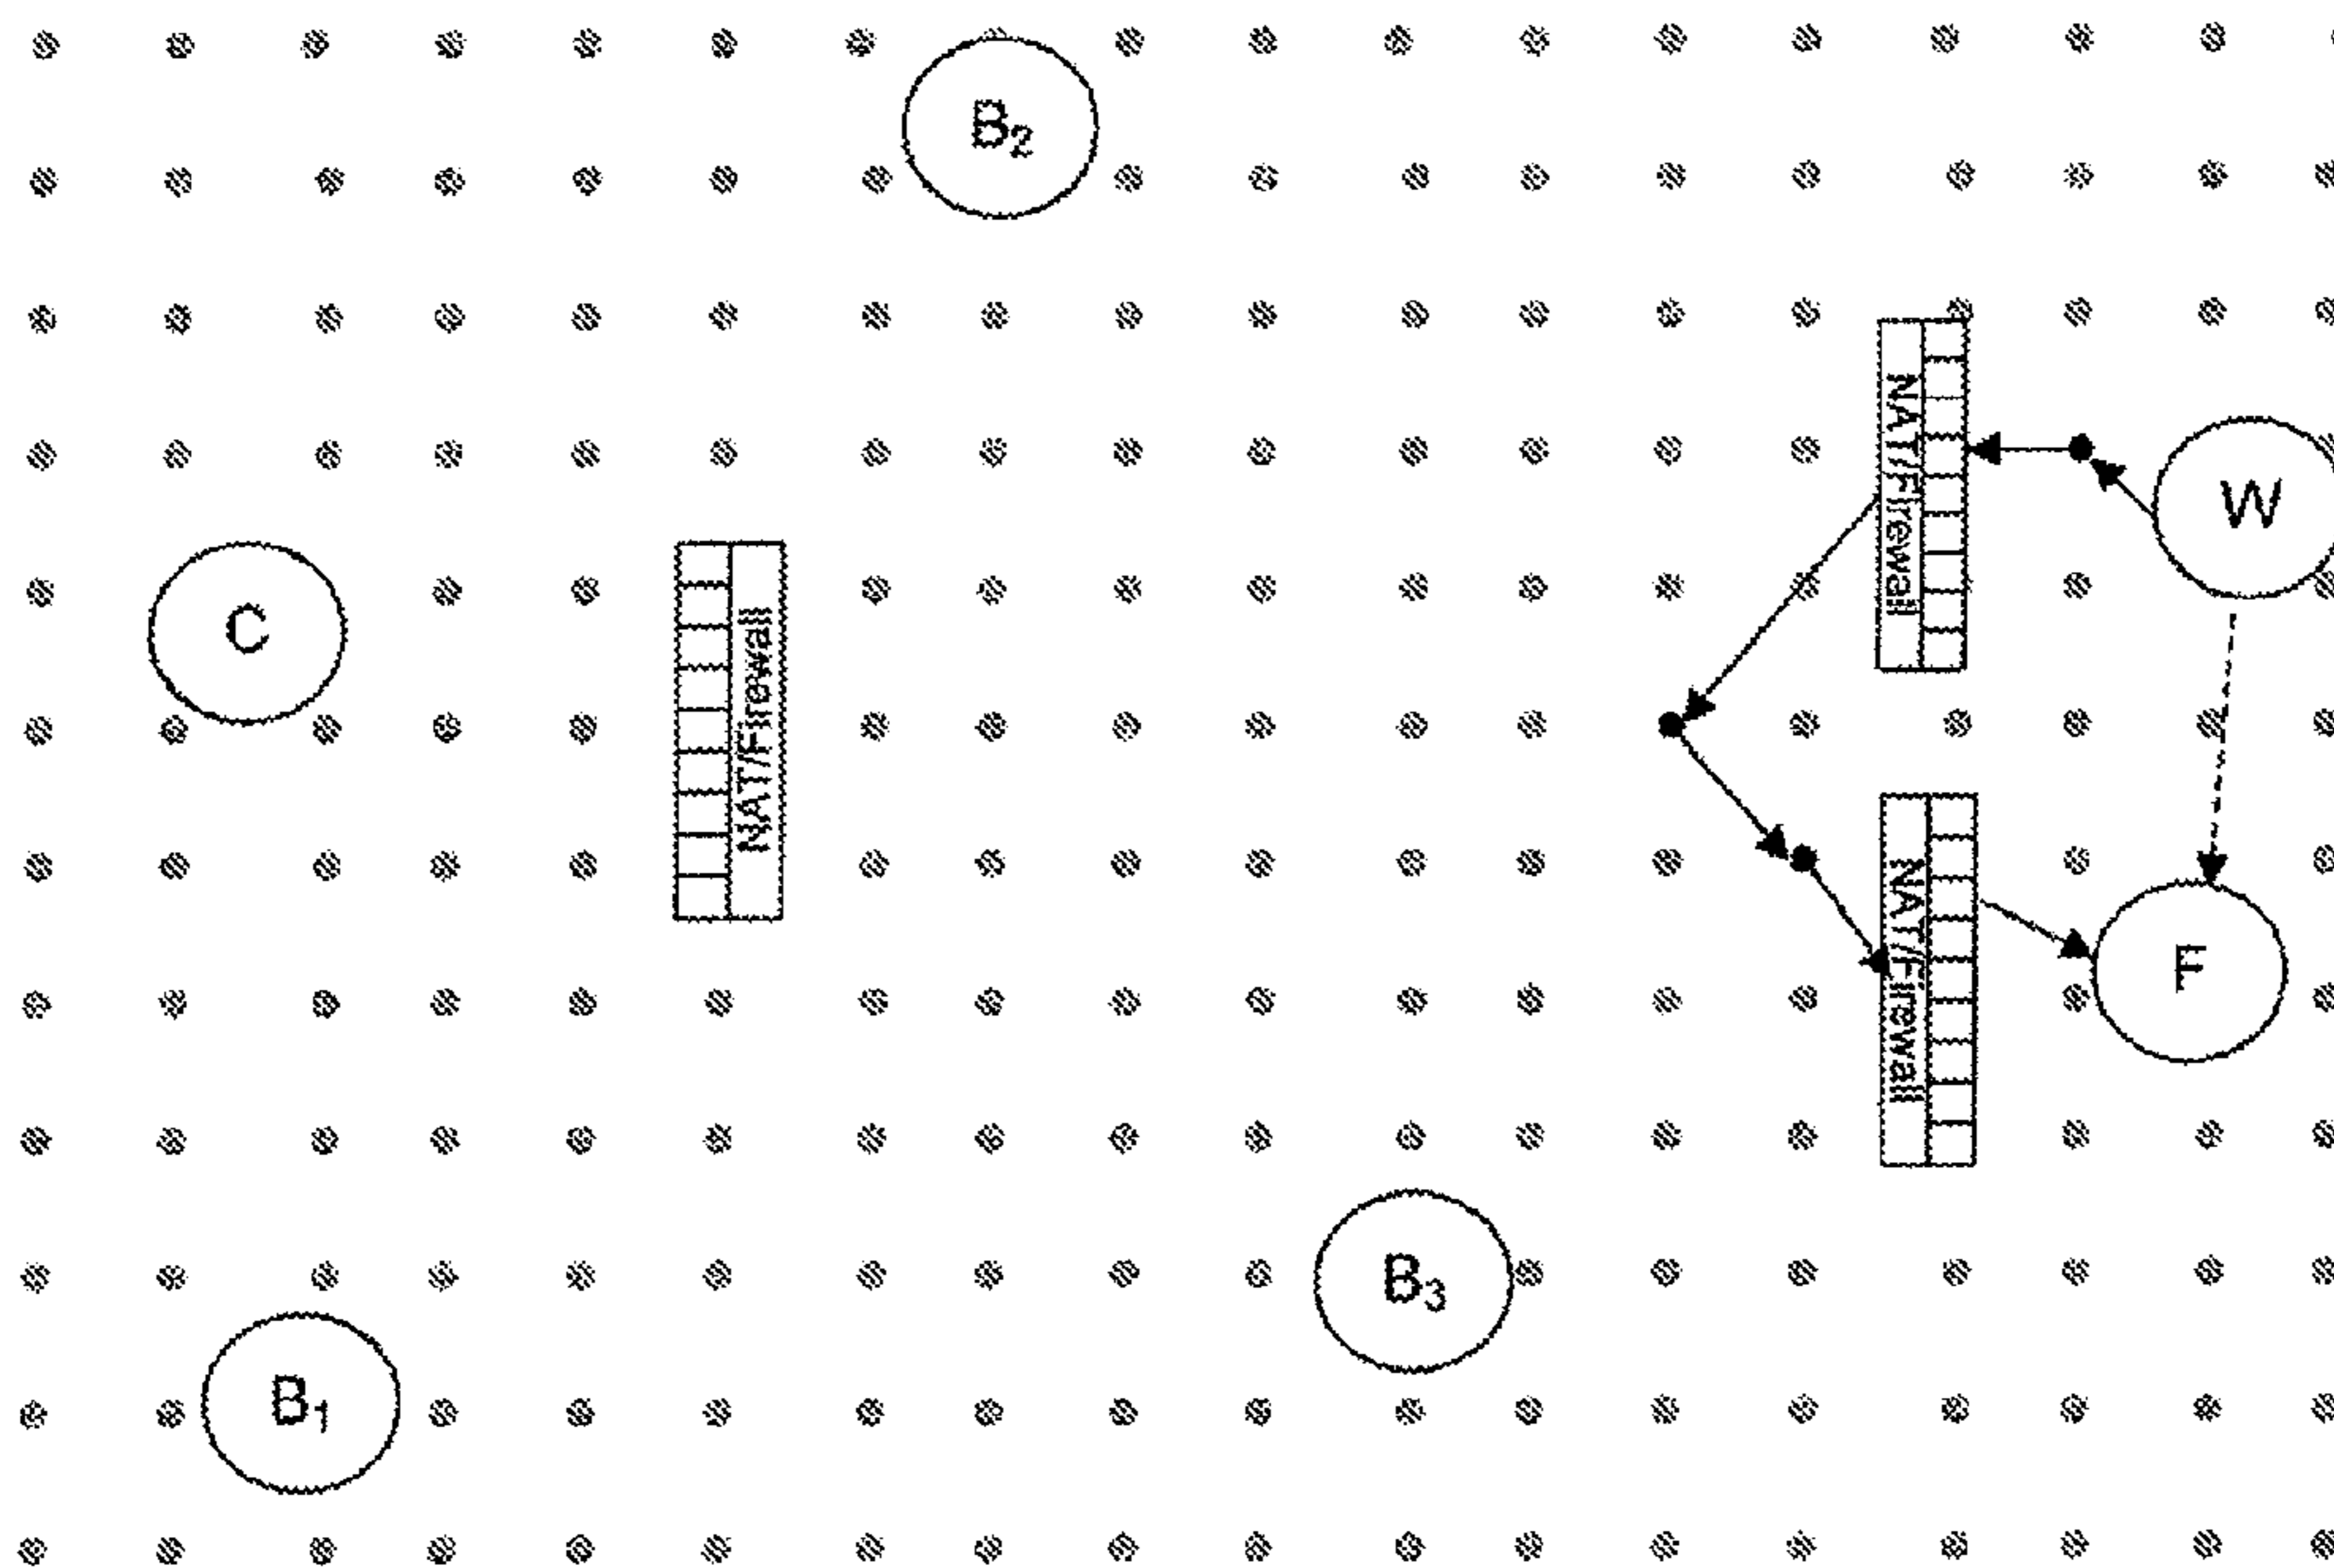 B₂
NAT/Firewall
W
C
NAT/Firewall
NAT/Firewall
F
B₃
B₁